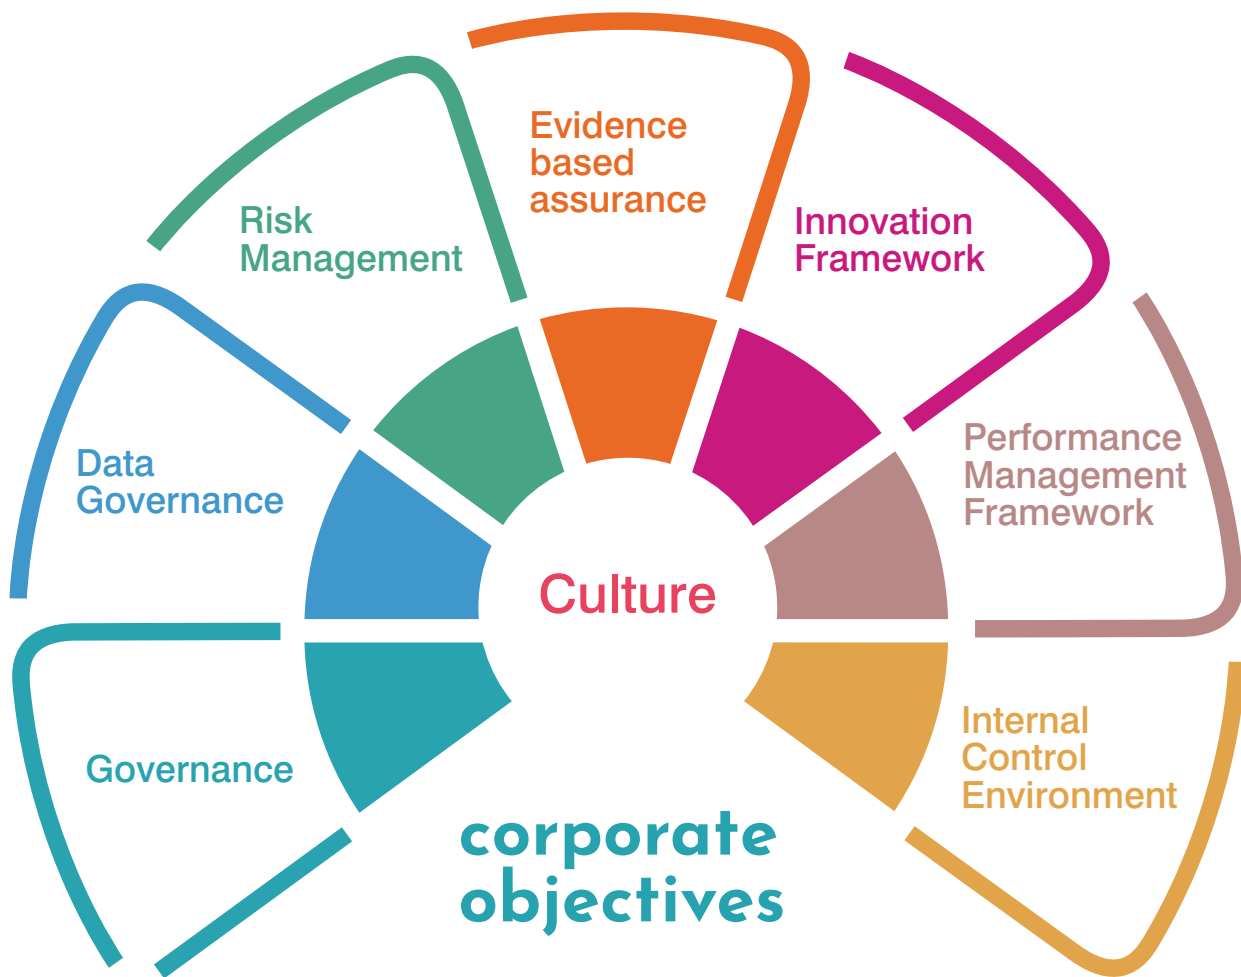 Evidence
based
assurance
Risk
Management
Innovation
Framework
Data
Governance
Performance
Management
Framework
Culture
Governance
Internal
Control
Environment
corporate
objectives